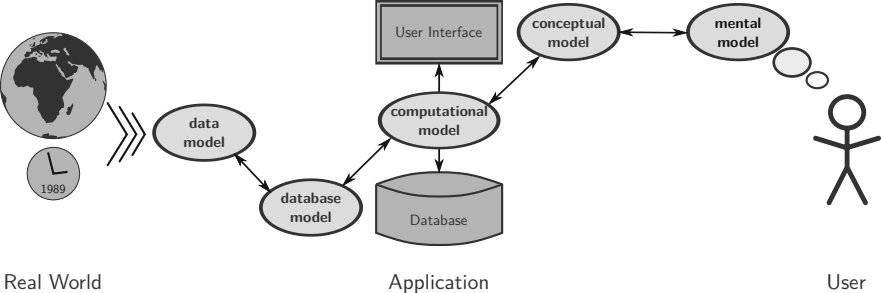 User Interface
conceptual
model
mental
model
computational
model
data
model
1989
database
model
Database
Real World
Application
User